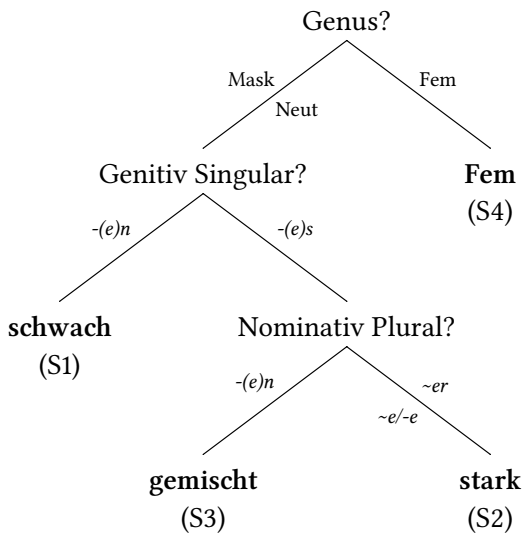 Genus?
Mask
Fem
Neut
Genitiv Singular?
Fem
(S4)
-(e)n
-(e)s
schwach
(S1)
Nominativ Plural?
-(e)n
~er
~e/-e
gemischt
(S3)
stark
(S2)